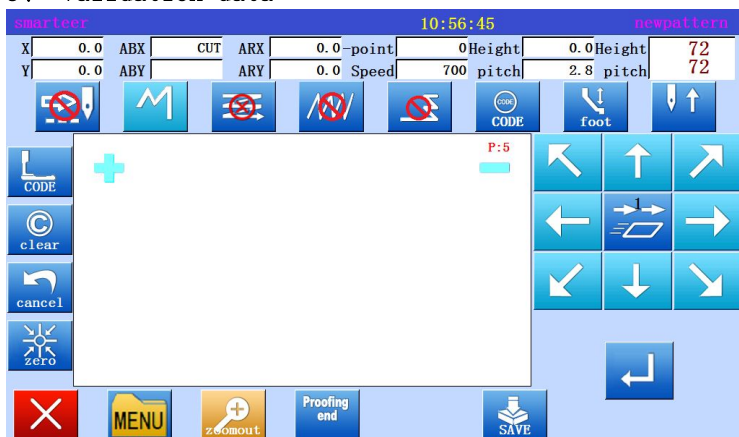 smarteer 10:56:45 newpattern
X 0.0 ABX CUT ARX 0.0 -point 0 Height 0.0 Height 72
Y 0.0 ABY ARY 0.0 Speed 700 pitch 2.8 pitch 72
CODE
CODE foot
P:5
CODE
1
clear
cancel
zero
MENU zoomout Proofing
end
SAVE